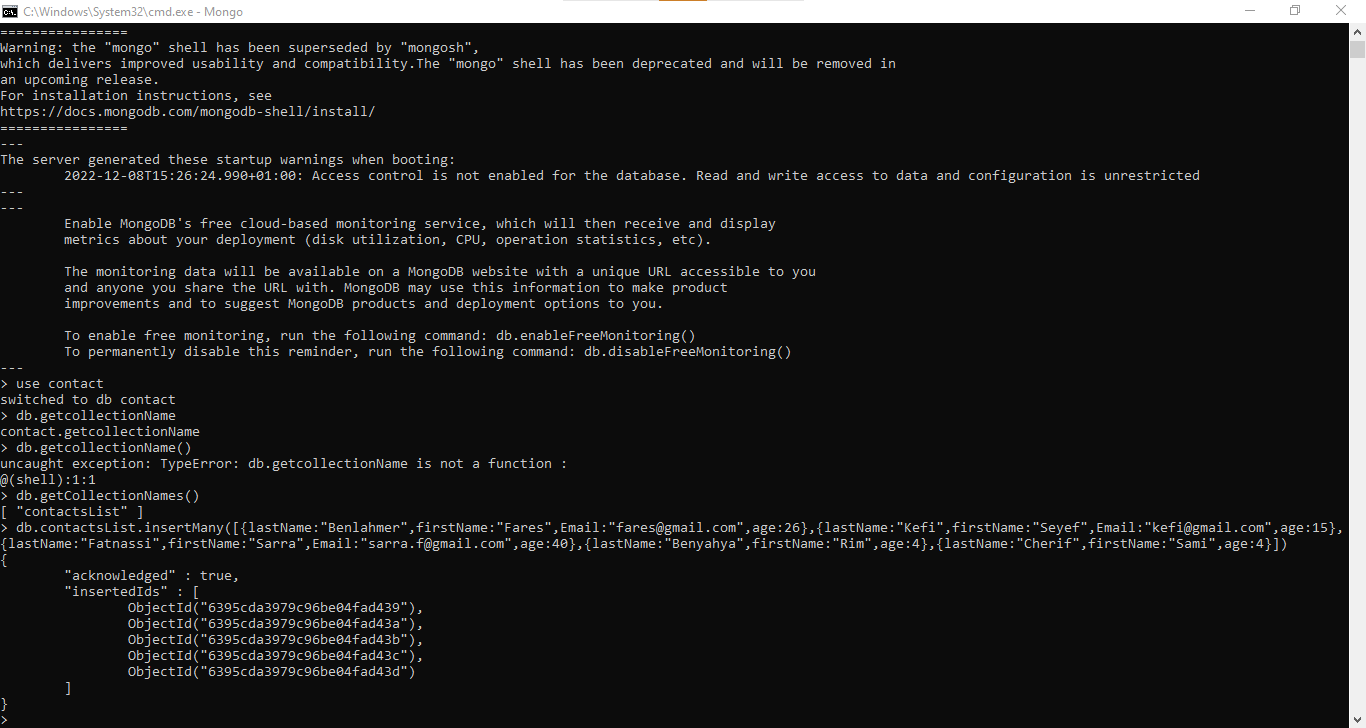 C:\Windows\System32\cmd.exe - Mongo
================
Warning: the "mongo" shell has been superseded by "mongosh",
which delivers improved usability and compatibility.The "mongo" shell has been deprecated and will be removed in
an upcoming release.
For installation instructions, see
https://docs.mongodb.com/mongodb-shell/install/
================
---
The server generated these startup warnings when booting:
        2022-12-08T15:26:24.990+01:00: Access control is not enabled for the database. Read and write access to data and configuration is unrestricted
---
---
        Enable MongoDB's free cloud-based monitoring service, which will then receive and display
        metrics about your deployment (disk utilization, CPU, operation statistics, etc).

        The monitoring data will be available on a MongoDB website with a unique URL accessible to you
        and anyone you share the URL with. MongoDB may use this information to make product
        improvements and to suggest MongoDB products and deployment options to you.

        To enable free monitoring, run the following command: db.enableFreeMonitoring()
        To permanently disable this reminder, run the following command: db.disableFreeMonitoring()
---
> use contact
switched to db contact
> db.getcollectionName
contact.getcollectionName
> db.getcollectionName()
uncaught exception: TypeError: db.getcollectionName is not a function :
@(shell):1:1
> db.getCollectionNames()
[ "contactsList" ]
> db.contactsList.insertMany([{lastName:"Benlahmer",firstName:"Fares",Email:"fares@gmail.com",age:26},{lastName:"Kefi",firstName:"Seyef",Email:"kefi@gmail.com",age:15},
{lastName:"Fatnassi",firstName:"Sarra",Email:"sarra.f@gmail.com",age:40},{lastName:"Benyahya",firstName:"Rim",age:4},{lastName:"Cherif",firstName:"Sami",age:4}])
{
        "acknowledged" : true,
        "insertedIds" : [
                ObjectId("6395cda3979c96be04fad439"),
                ObjectId("6395cda3979c96be04fad43a"),
                ObjectId("6395cda3979c96be04fad43b"),
                ObjectId("6395cda3979c96be04fad43c"),
                ObjectId("6395cda3979c96be04fad43d")
        ]
}
>